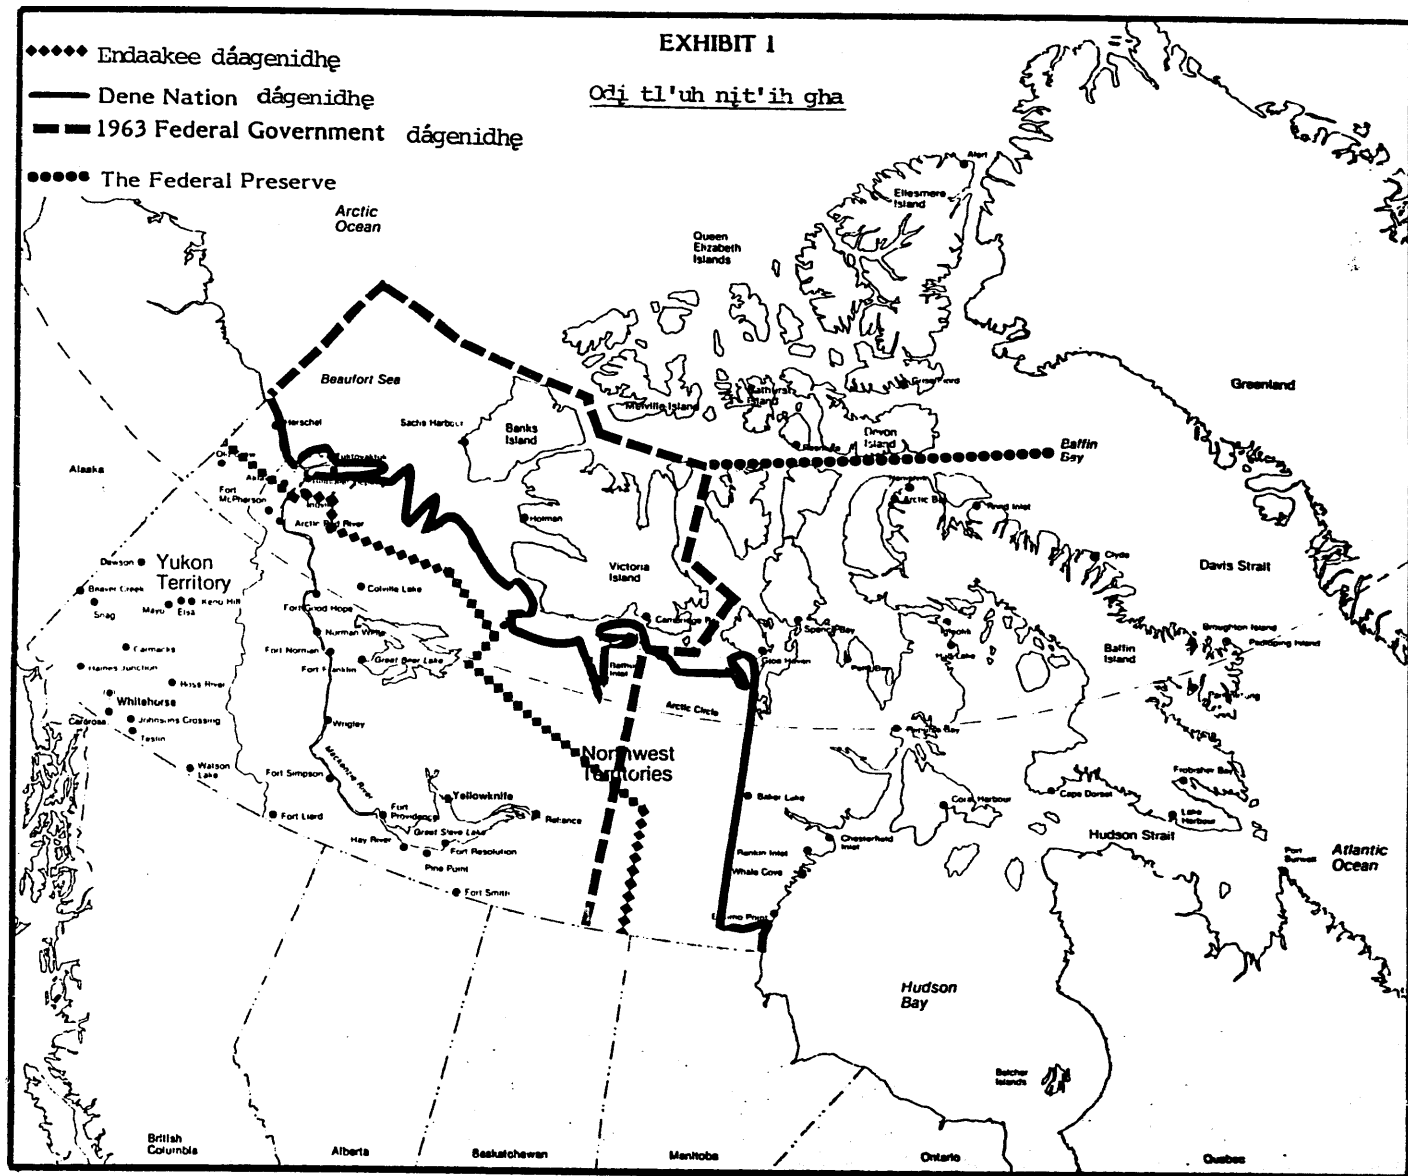 EXHIBIT 1
Odį tl'uh nįt'ih gha
Endaakee dáagenidhę
Dene Nation dágenidhę
1963 Federal Government dágenidhę
The Federal Preserve
Arctic
Ocean
Alert
Ellesmere
Island
Queen
Elizabeth
Islands
Beaufort Sea
Greenland
Melville Island
Bathurst
Island
Herschel
Sachs Harbour
Banks
Island
Devon
Island
Baffin
Bay
Alaska
Fort
McPherson
Arctic Red River
Holman
Arctic Bay
Pond Inlet
Clyde
Davis Strait
Dawson
Yukon
Territory
Victoria
Island
Beaver Creek
Snag
Mayo
Elsa
Keno Hill
Colville Lake
Fort Good Hope
Norman Wells
Cambridge Bay
Spence Bay
Gjoa Haven
Pelly Bay
Hall Lake
Baffin
Island
Broughton Island
Padloping Island
Carmacks
Haines Junction
Fort Norman
Fort Franklin
Great Bear Lake
Bathurst
Inlet
Ross River
Whitehorse
Carcross
Johnsons Crossing
Teslin
Arctic Circle
Wrigley
Repulse Bay
Pangnirtung
Northwest
Territories
Watson
Lake
Fort Simpson
Mackenzie River
Yellowknife
Fort
Providence
Great Slave Lake
Reliance
Baker Lake
Coral Harbour
Cape Dorset
Frobisher Bay
Lake
Harbour
Fort Liard
Hay River
Fort Resolution
Pine Point
Fort Smith
Chesterfield
Inlet
Rankin Inlet
Whale Cove
Eskimo Point
Hudson Strait
Port
Burwell
Atlantic
Ocean
Hudson
Bay
Belcher
Islands
British
Columbia
Alberta
Saskatchewan
Manitoba
Ontario
Quebec